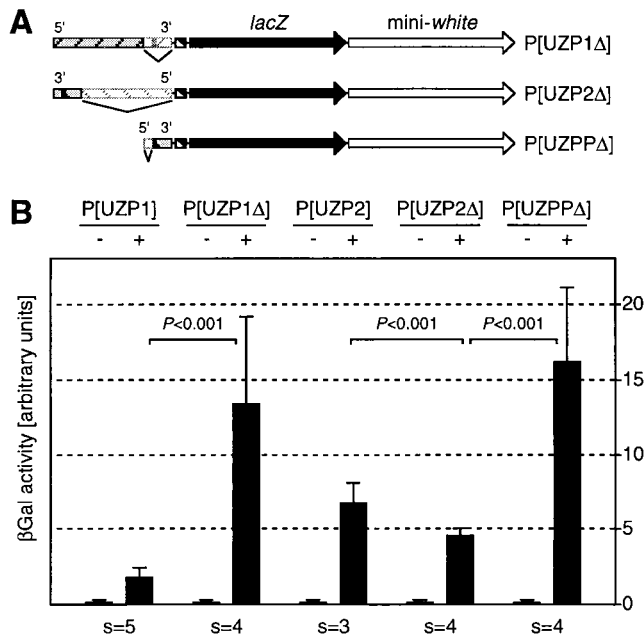 A
5' 3' lacZ mini-white
P[UZP1Δ]
3' 5'
P[UZP2Δ]
5' 3'
P[UZPPΔ]
B
P[UZP1] P[UZP1Δ] P[UZP2] P[UZP2Δ] P[UZPPΔ]
- + - + - + - + - +
βGal activity [arbitrary units]
P<0.001 P<0.001 P<0.001
20
15
10
5
0
s=5 s=4 s=3 s=4 s=4